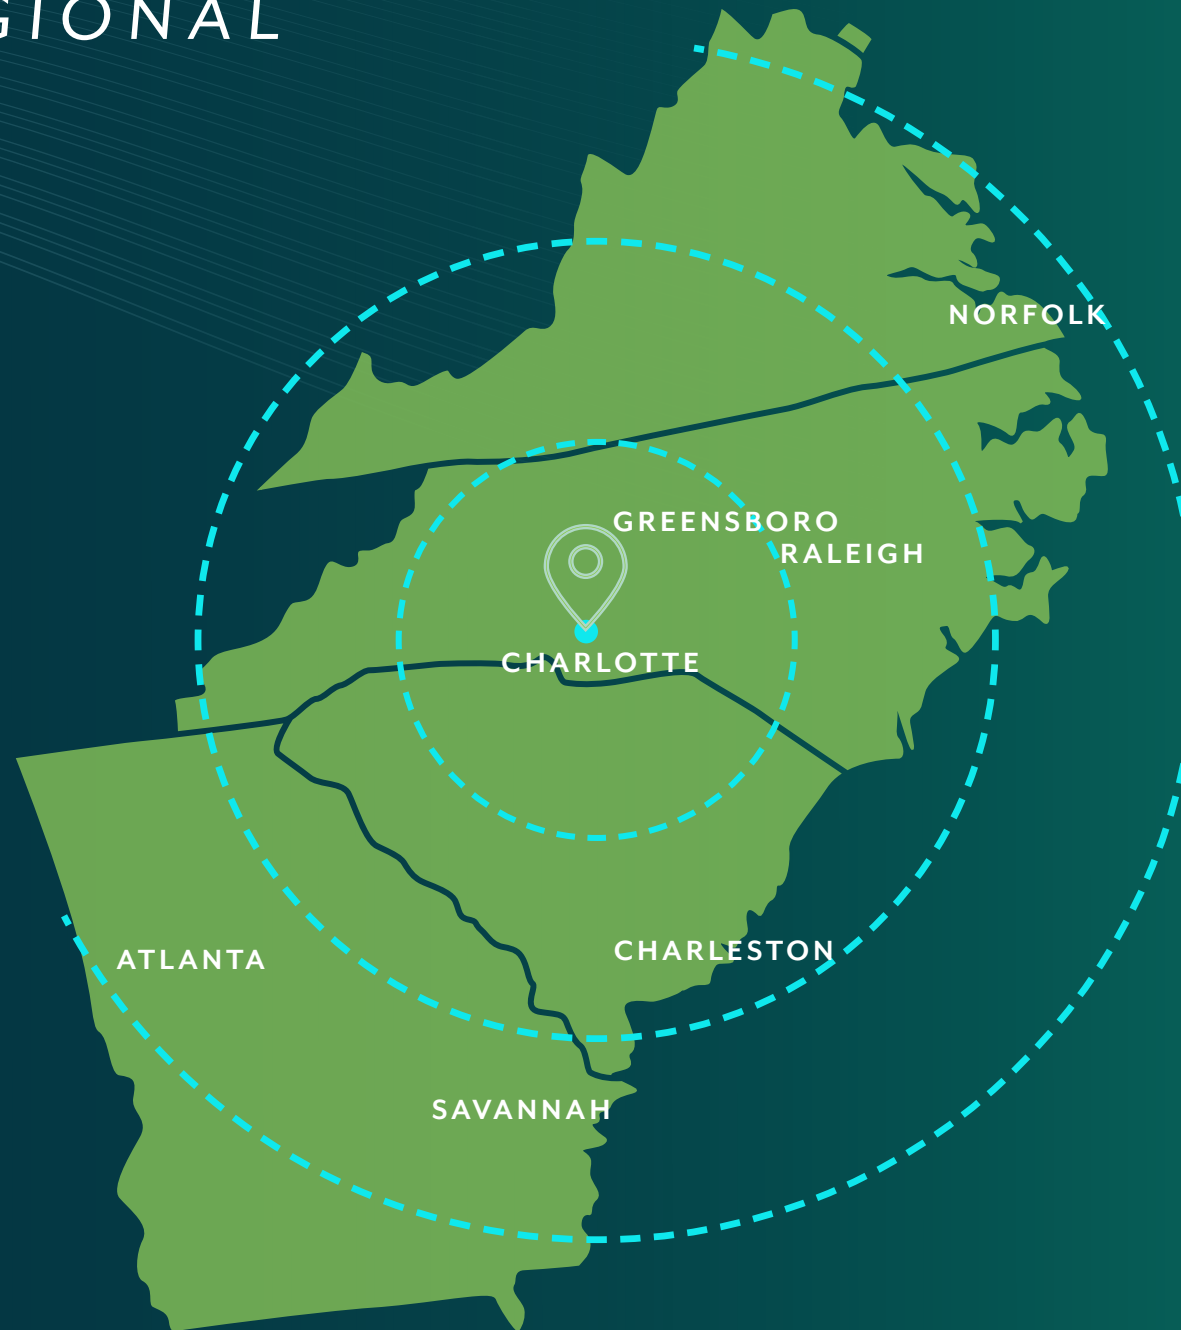 GIONAL
NORFOLK
GREENSBORO
RALEIGH
CHARLOTTE
CHARLESTON
ATLANTA
SAVANNAH